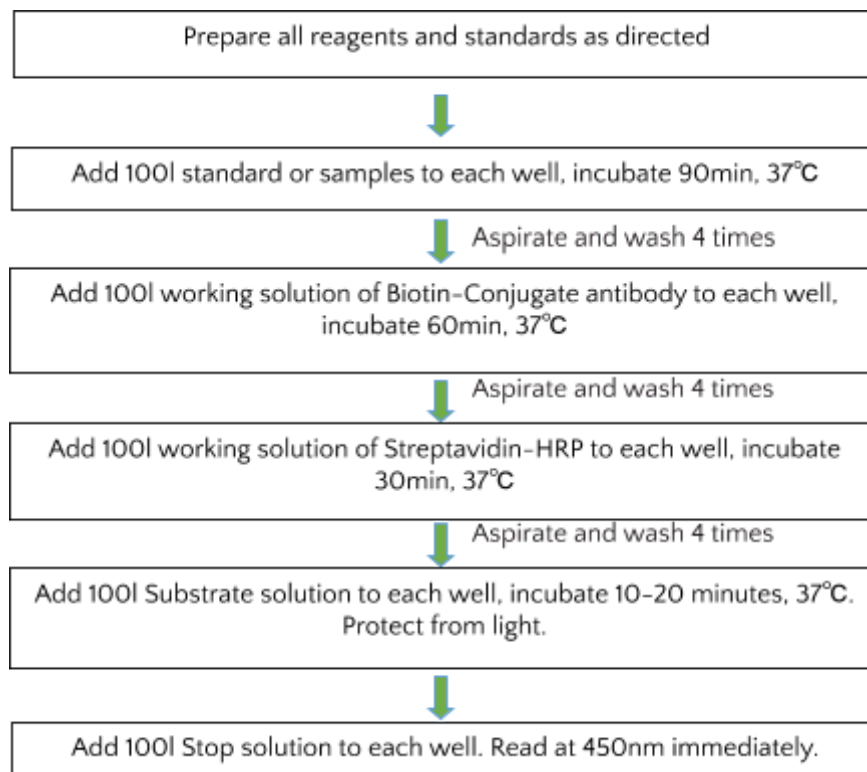 Prepare all reagents and standards as directed
Add 100l standard or samples to each well, incubate 90min, 37℃
Aspirate and wash 4 times
Add 100l working solution of Biotin-Conjugate antibody to each well,
incubate 60min, 37℃
Aspirate and wash 4 times
Add 100l working solution of Streptavidin-HRP to each well, incubate
30min, 37℃
Aspirate and wash 4 times
Add 100l Substrate solution to each well, incubate 10-20 minutes, 37℃.
Protect from light.
Add 100l Stop solution to each well. Read at 450nm immediately.